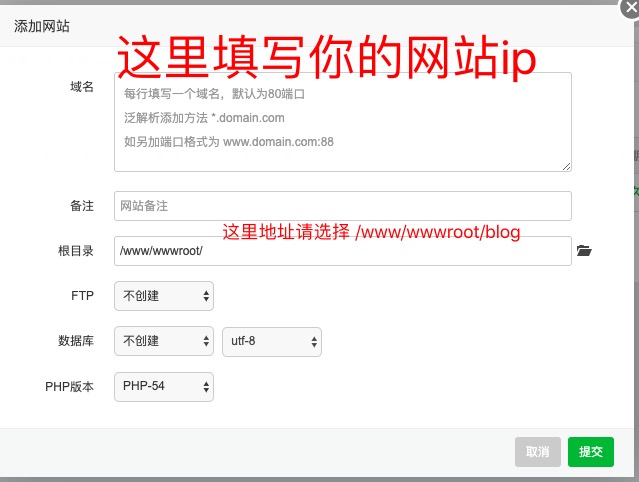 添加网站
这里填写你的网站ip
域名
每行填写一个域名，默认为80端口
泛解析添加方法 *.domain.com
如另加端口格式为 www.domain.com:88
备注
网站备注
这里地址请选择 /www/wwwroot/blog
根目录
/www/wwwroot/
FTP
不创建
数据库
不创建
utf-8
PHP版本
PHP-54
取消
提交